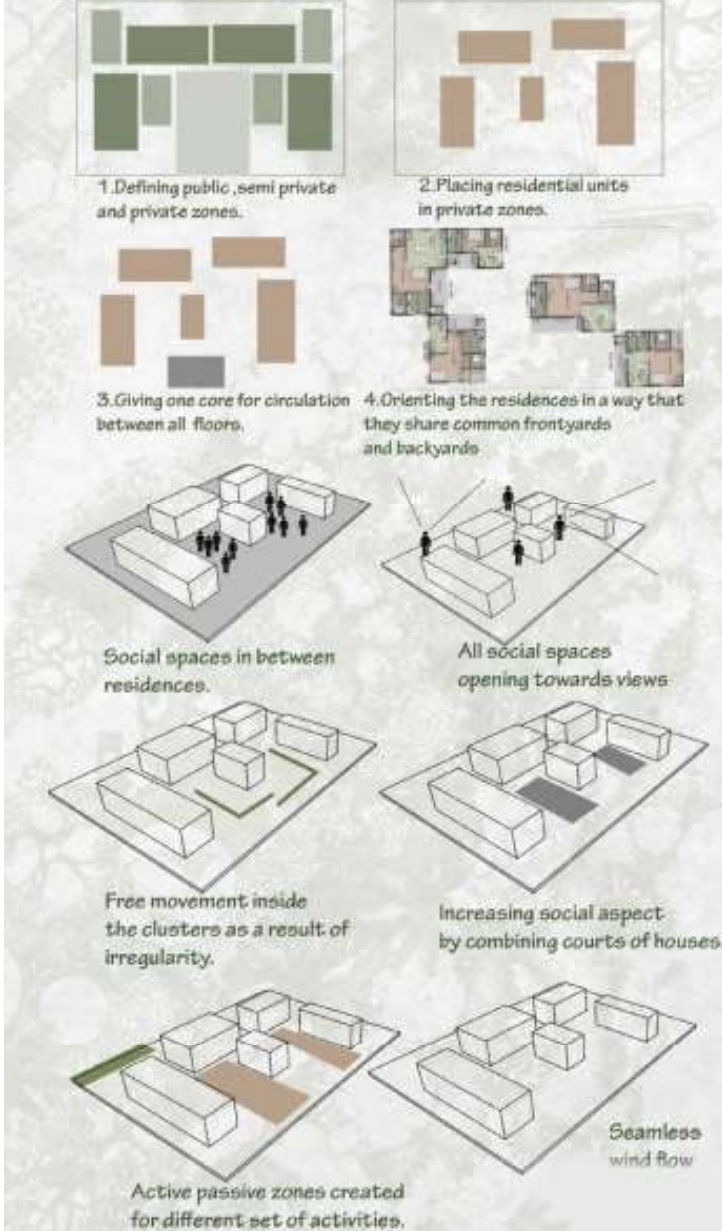 1.Defining public ,semi private
and private zones.
2.Placing residential units
in private zones.
3.Giving one core for circulation
between all floors.
4.Orienting the residences in a way that
they share common frontyards
and backyards
Social spaces in between
residences.
All social spaces
opening towards views
Free movement inside
the clusters as a result of
irregularity.
Increasing social aspect
by combining courts of houses
Active passive zones created
for different set of activities.
Seamless
wind flow